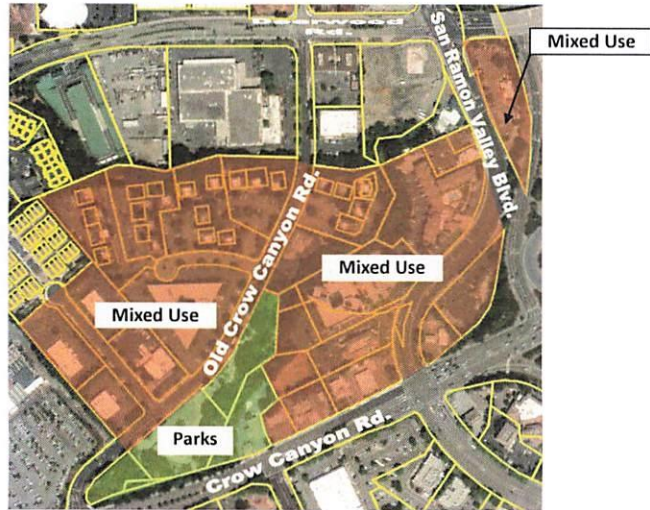 Deerwood
Rd.
San Ramon Valley Blvd.
Mixed Use
Old Crow Canyon Rd.
Mixed Use
Mixed Use
Parks
Crow Canyon Rd.